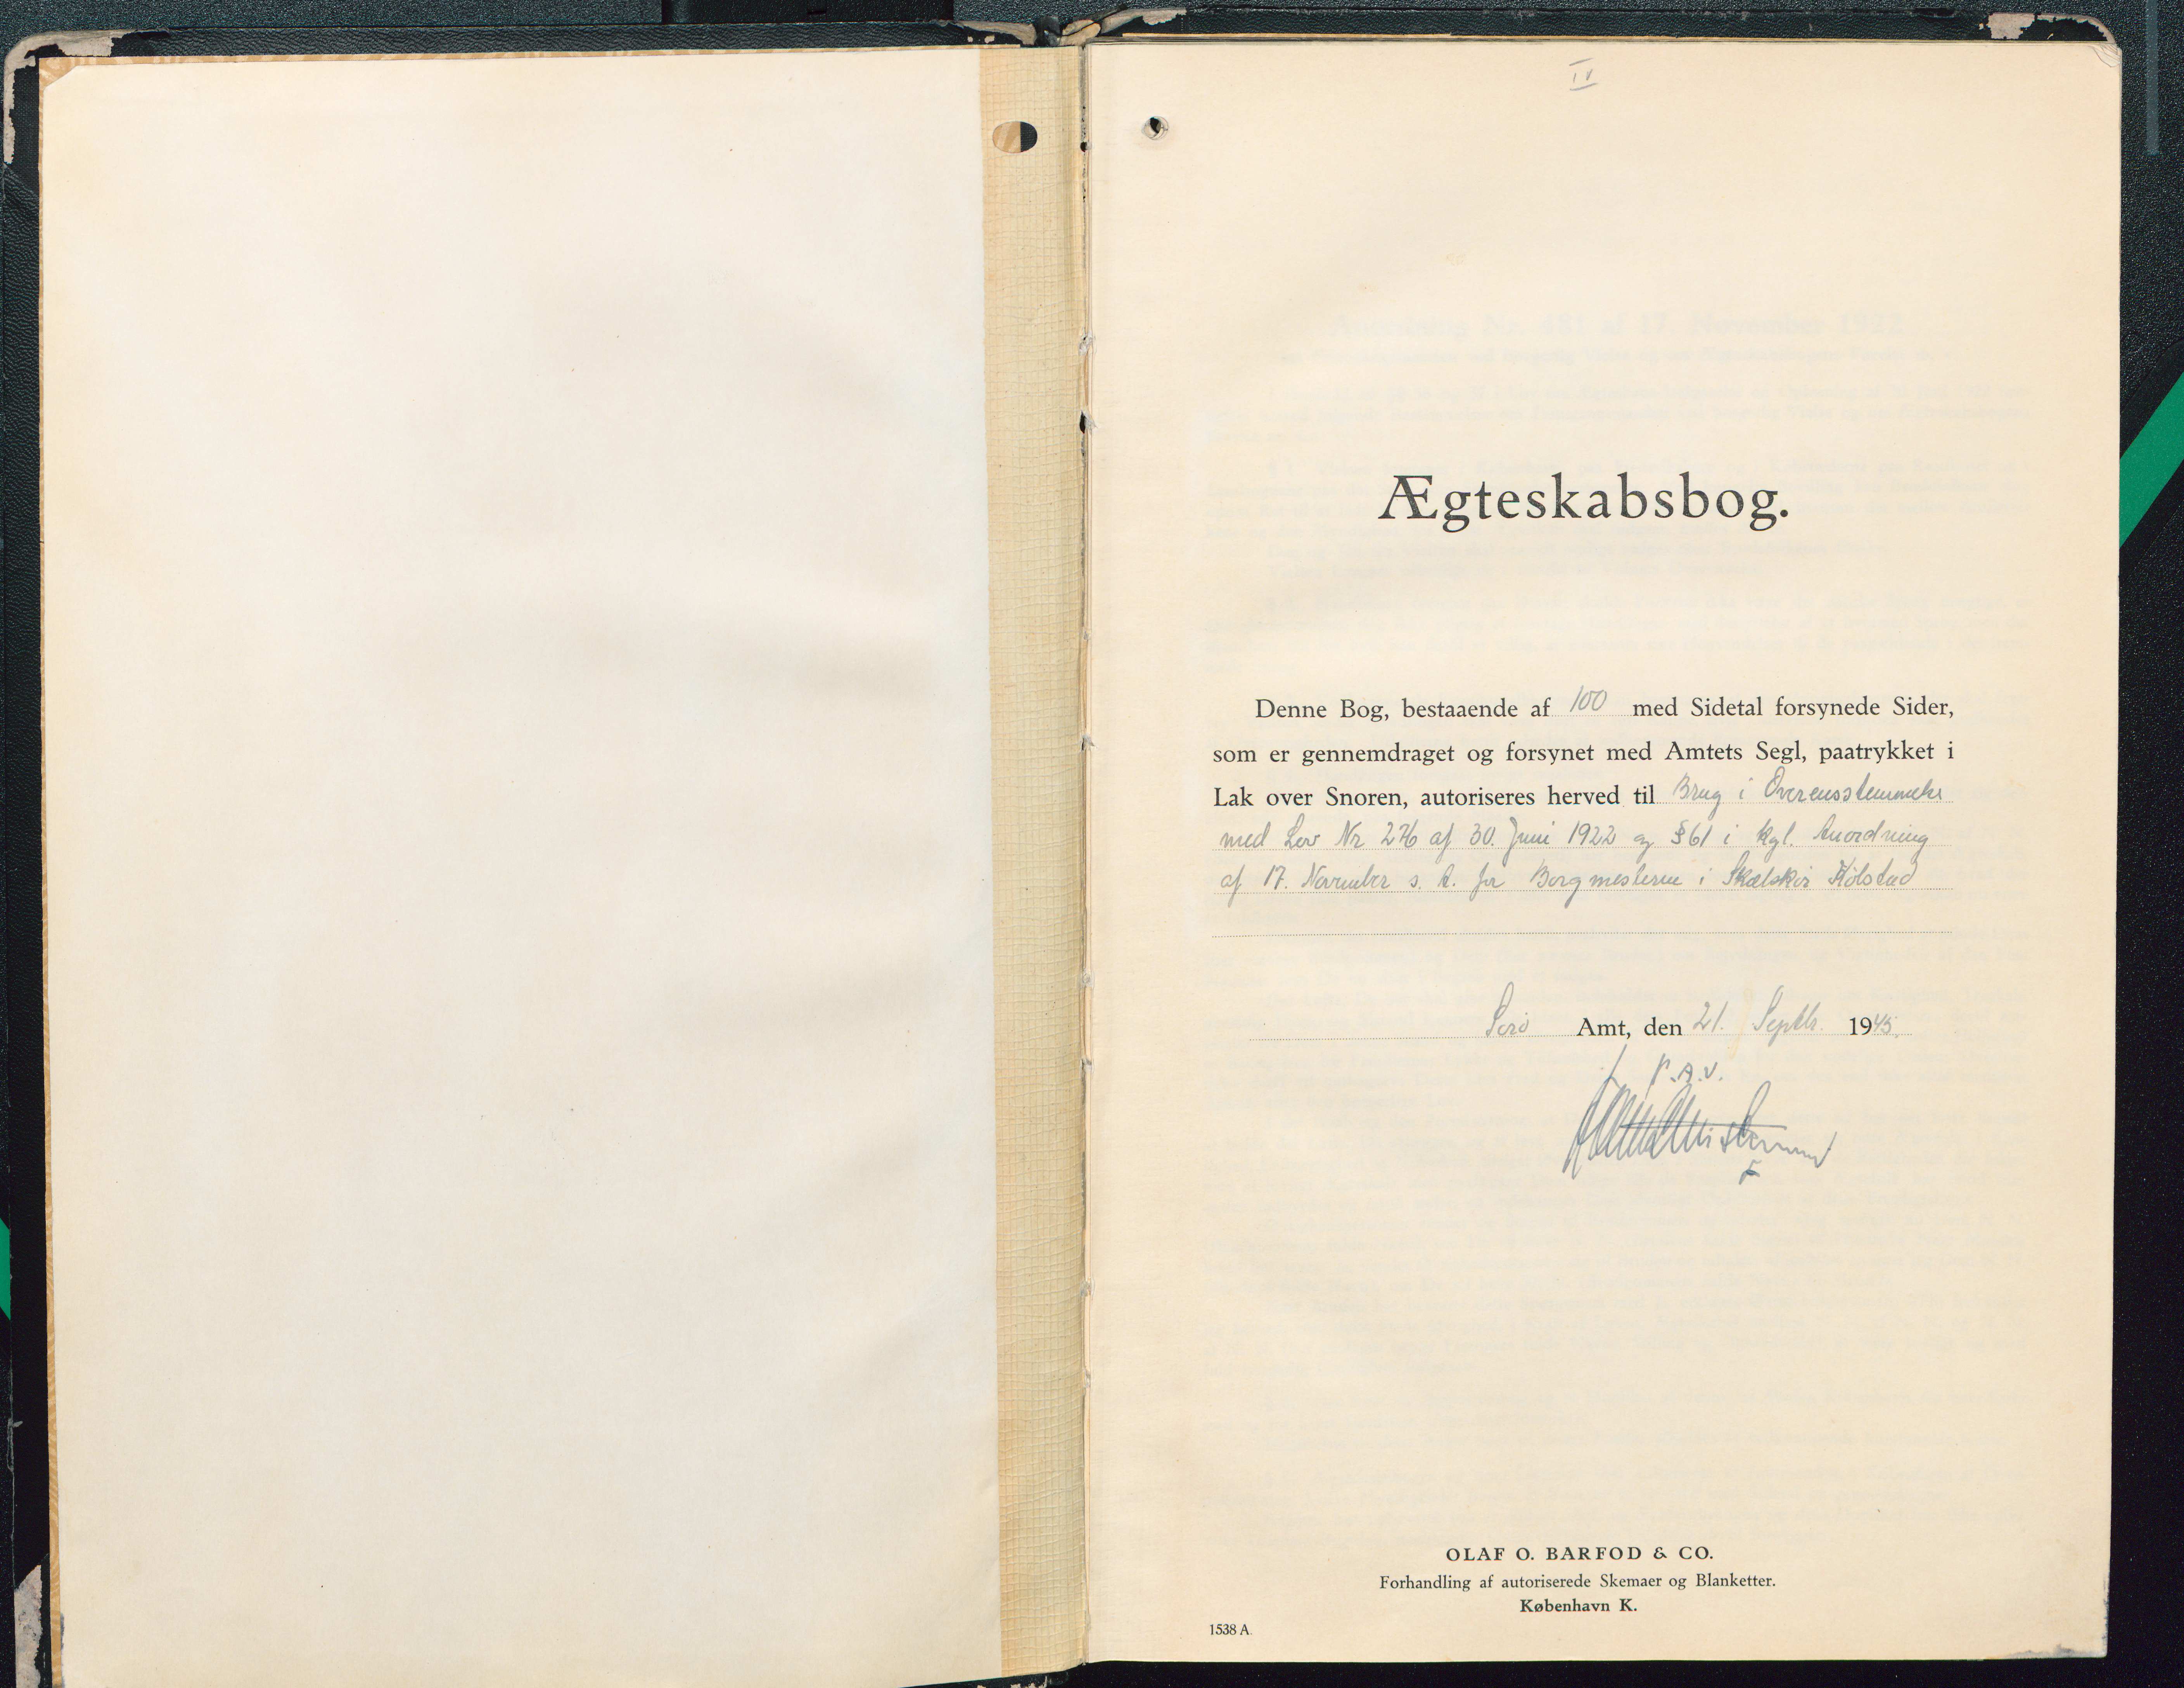 IV
Ægteskabsbog.
Denne Bog, bestaaende af 100 med Sidetal forsynede Sider,
som er gennemdraget og forsynet med Amtets Segl, paatrykket i
Lak over Snoren, autoriseres herved til Brug i Overensstemmelse
med Lov Nr 276 af 30. Juni 1922 og § 61 i kgl. Anordning
af 17. November s. A. for Borgmesteren i Skælskør Købstad
Sorø Amt, den 21. Septbr. 1945.
P.A.V.
OLAF O. BARFOD & CO.
Forhandling af autoriserede Skemaer og Blanketter.
København K.
1538 A.